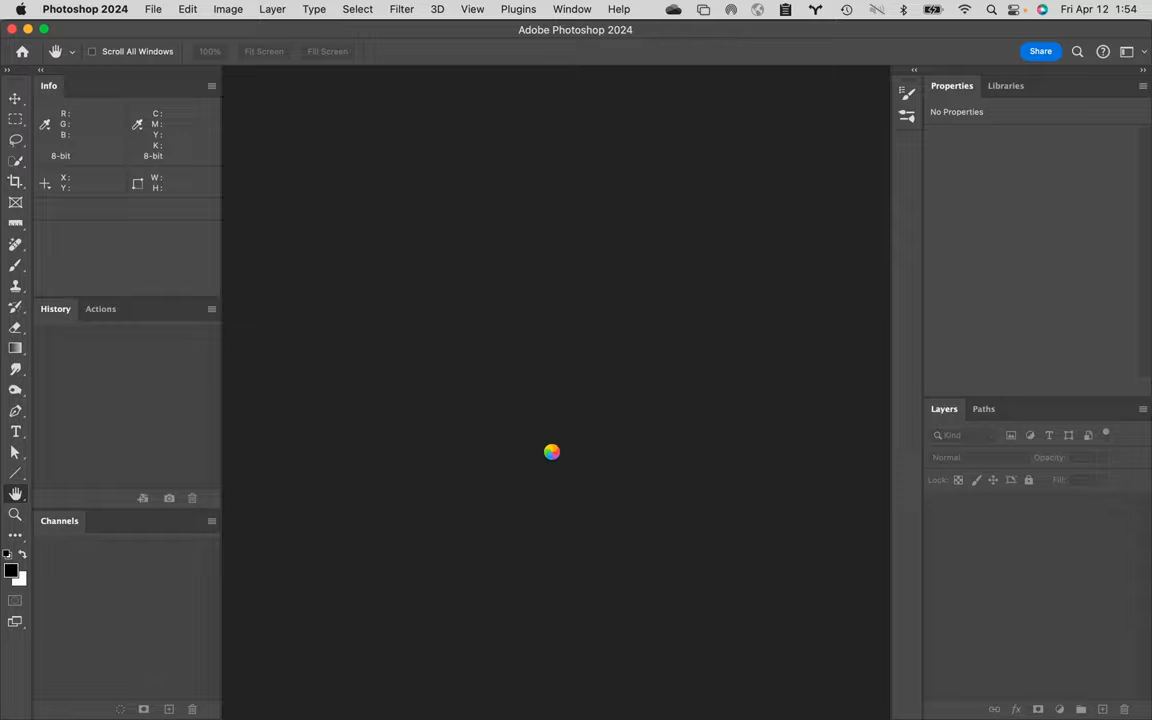 Photoshop 2024 File Edit Image Layer Type Select Filter 3D View Plugins Window Help Fri Apr 12 1:54
Adobe Photoshop 2024
Scroll All Windows 100% Fit Screen Fill Screen Share
Info
R: C:
G: M:
B: Y:
K:
8-bit 8-bit
X: W:
Y: H:
History Actions
Channels
Properties Libraries
No Properties
Layers Paths
Kind
Normal Opacity:
Lock: Fill: